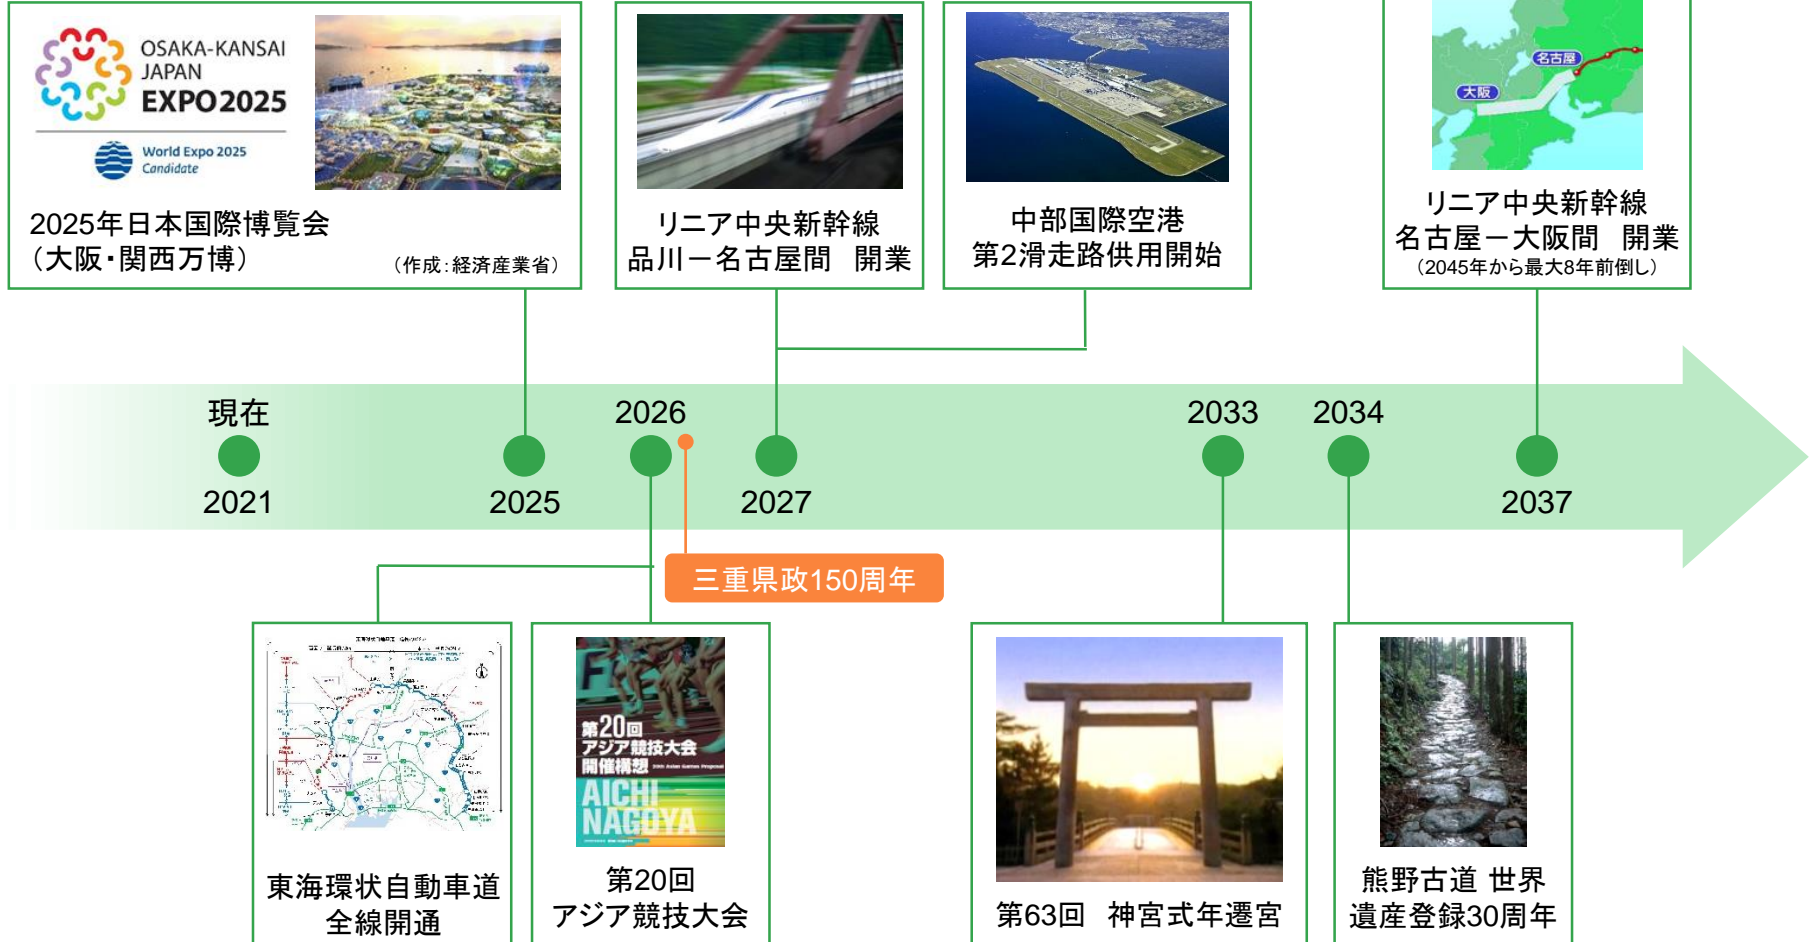 OSAKA-KANSAI
JAPAN
EXPO2025
World Expo 2025
Candidate
2025年日本国際博覧会
（大阪・関西万博）
（作成：経済産業省）
リニア中央新幹線
品川－名古屋間　開業
中部国際空港
第2滑走路供用開始
名古屋
大阪
リニア中央新幹線
名古屋－大阪間　開業
（2045年から最大8年前倒し）
現在
2021
2025
2026
2027
2033
2034
2037
三重県政150周年
東海環状自動車道
全線開通
第20回
アジア競技大会
開催構想
20th Asian Games Proposal
AICHI
NAGOYA
第20回
アジア競技大会
第63回　神宮式年遷宮
熊野古道 世界
遺産登録30周年